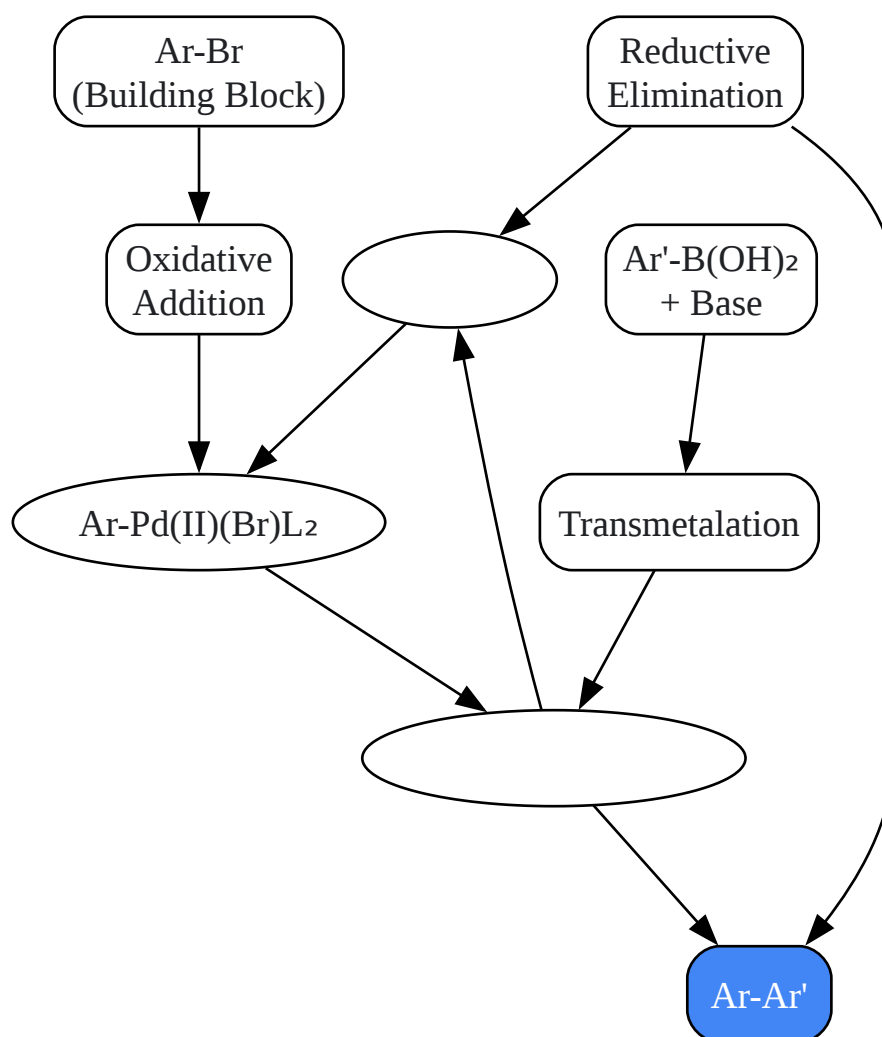 Ar-Br
(Building Block)
Reductive
Elimination
Oxidative
Addition
Ar'-B(OH)₂
+ Base
Ar-Pd(II)(Br)L₂
Transmetalation
Ar-Ar'